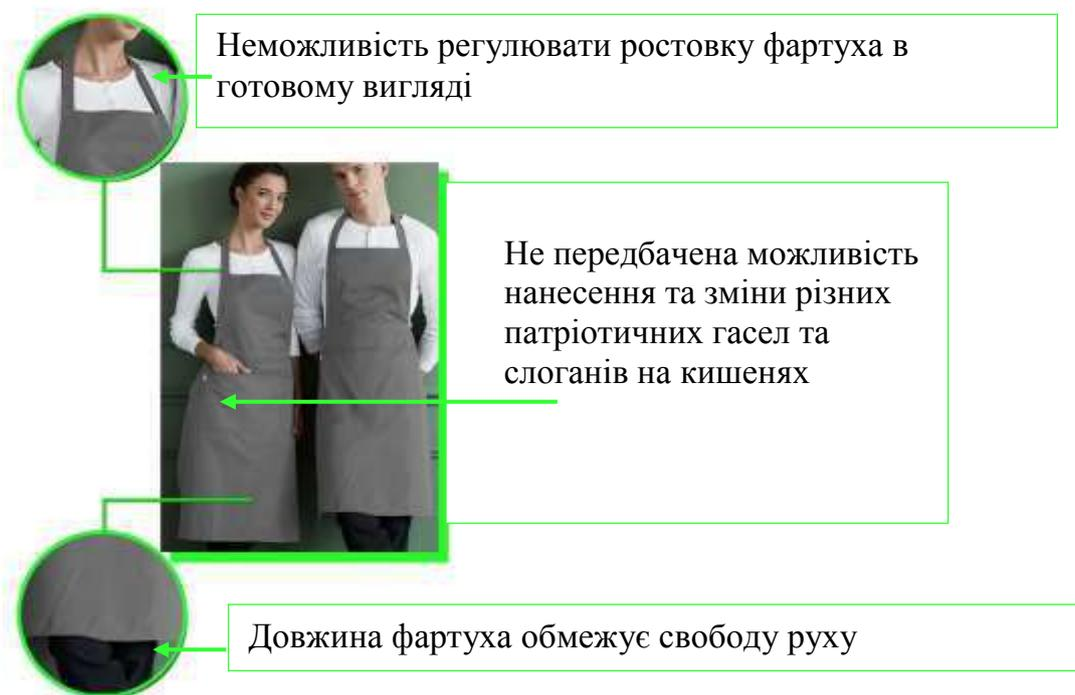 Неможливість регулювати ростовку фартуха в
готовому вигляді
Не передбачена можливість
нанесення та зміни різних
патріотичних гасел та
слоганів на кишенях
Довжина фартуха обмежує свободу руху